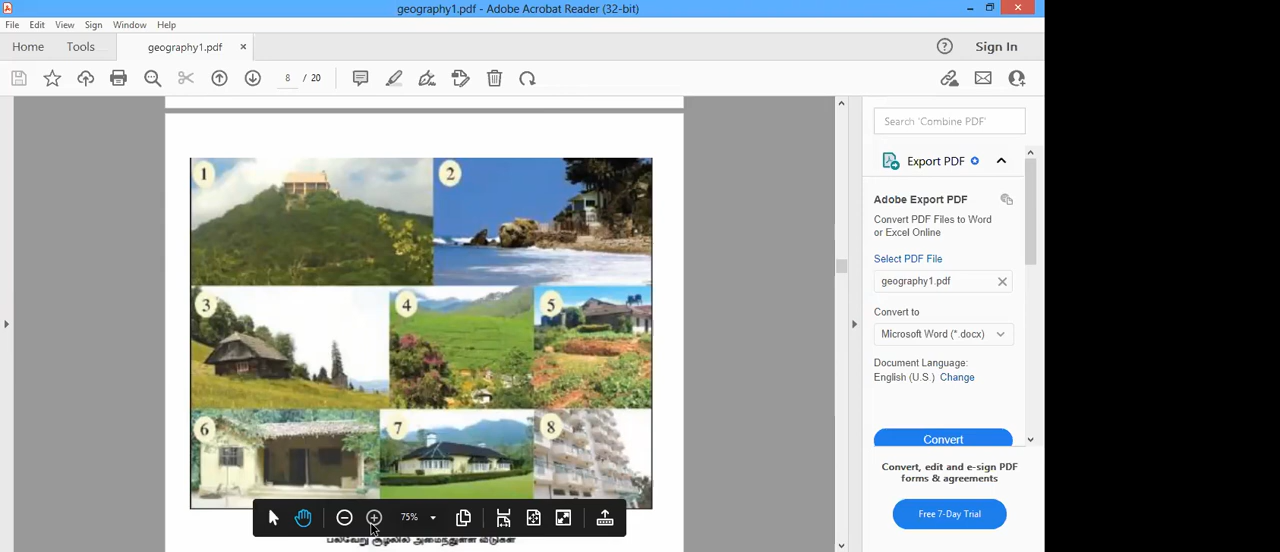 geography1.pdf - Adobe Acrobat Reader (32-bit)
File Edit View Sign Window Help
Home Tools geography1.pdf × Sign In
8 / 20
Search 'Combine PDF'
Export PDF
Adobe Export PDF
Convert PDF Files to Word
or Excel Online
Select PDF File
geography1.pdf
Convert to
Microsoft Word (*.docx)
Document Language:
English (U.S.) Change
Convert
Convert, edit and e-sign PDF
forms & agreements
Free 7-Day Trial
1 2
3 4 5
6 7 8
75%